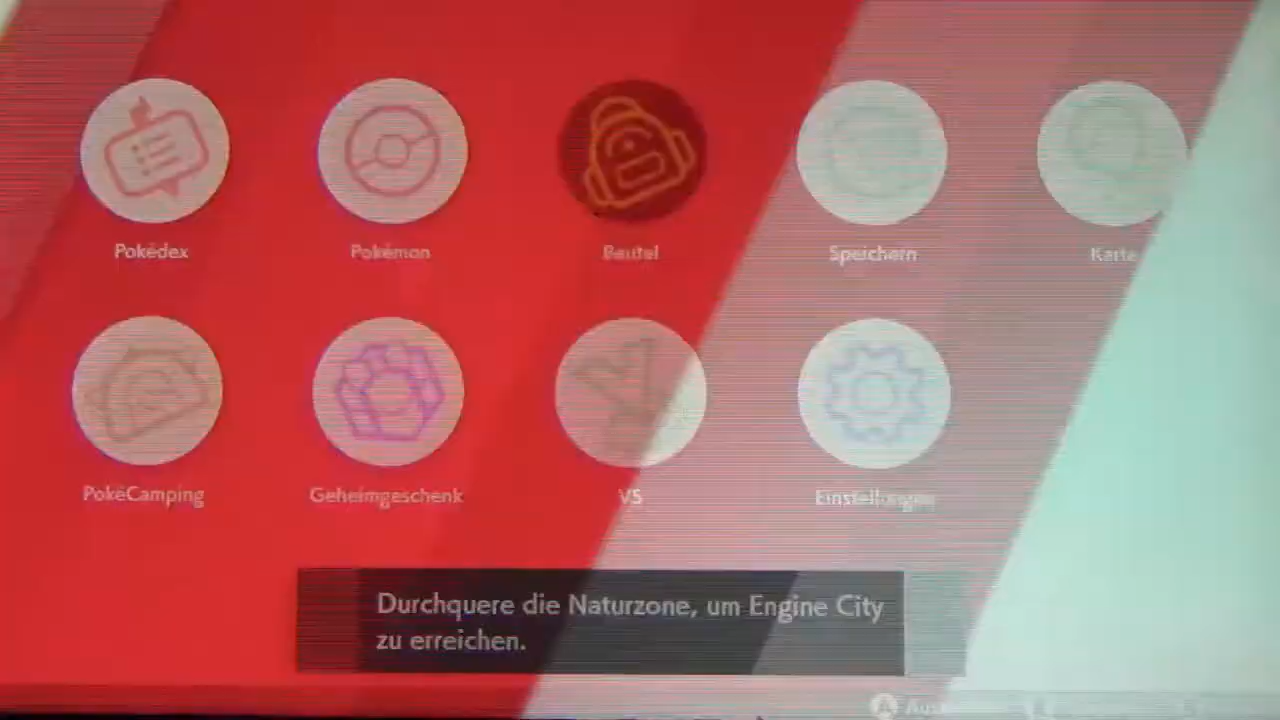 Pokédex
Pokémon
Beutel
Speichern
Karte
PokéCamping
Geheimgeschenk
VS
Einstellungen
Durchquere die Naturzone, um Engine City
zu erreichen.